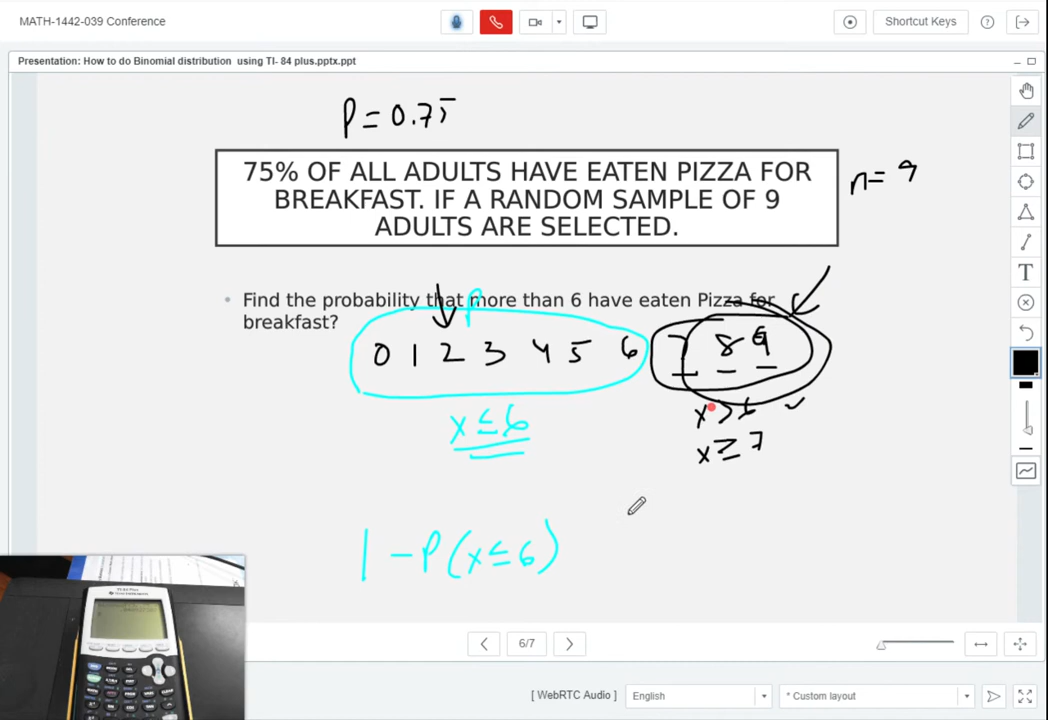 MATH-1442-039 Conference
Shortcut Keys
Presentation: How to do Binomial distribution using TI- 84 plus.pptx.ppt
P = 0.75
75% OF ALL ADULTS HAVE EATEN PIZZA FOR
BREAKFAST. IF A RANDOM SAMPLE OF 9
ADULTS ARE SELECTED.
n = 9
• Find the probability that more than 6 have eaten Pizza for
breakfast?
P
0 1 2 3 4 5 6 7 8 9
x ≤ 6
x > 6
x ≥ 7
1 - P(x ≤ 6)
T
6/7
[ WebRTC Audio ]
English
* Custom layout